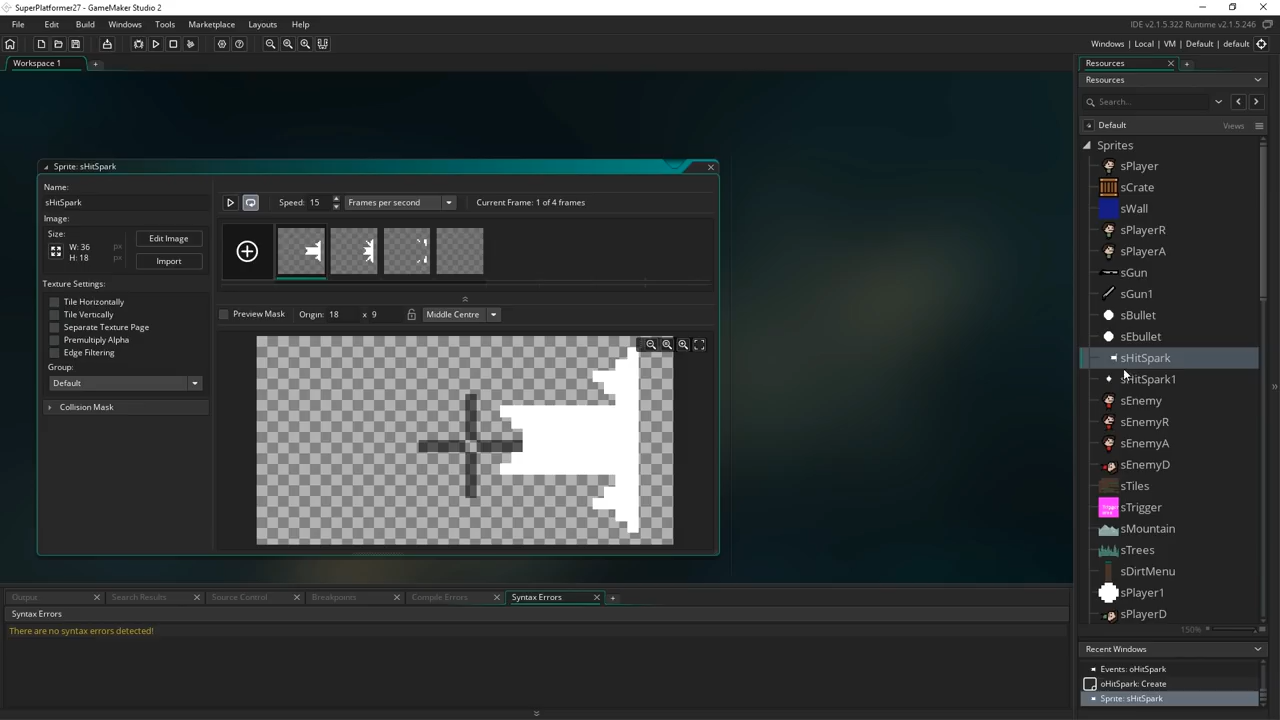 SuperPlatformer27 - GameMaker Studio 2
File Edit Build Windows Tools Marketplace Layouts Help
IDE v2.1.5.322 Runtime v2.1.5.246
Windows | Local | VM | Default | default
Workspace 1
Resources
Resources
Search...
Default Views
Sprites
sPlayer
sCrate
sWall
sPlayerR
sPlayerA
sGun
sGun1
sBullet
sEbullet
sHitSpark
sHitSpark1
sEnemy
sEnemyR
sEnemyA
sEnemyD
sTiles
sTrigger
sMountain
sTrees
sDirtMenu
sPlayer1
sPlayerD
150%
Recent Windows
Events: oHitSpark
oHitSpark: Create
Sprite: sHitSpark
Sprite: sHitSpark
Name:
sHitSpark
Image:
Size:
W: 36 px
H: 18 px
Edit Image
Import
Texture Settings:
Tile Horizontally
Tile Vertically
Separate Texture Page
Premultiply Alpha
Edge Filtering
Group:
Default
Collision Mask
Speed: 15 Frames per second Current Frame: 1 of 4 frames
Preview Mask Origin: 18 x 9 Middle Centre
Output Search Results Source Control Breakpoints Compile Errors Syntax Errors
Syntax Errors
There are no syntax errors detected!